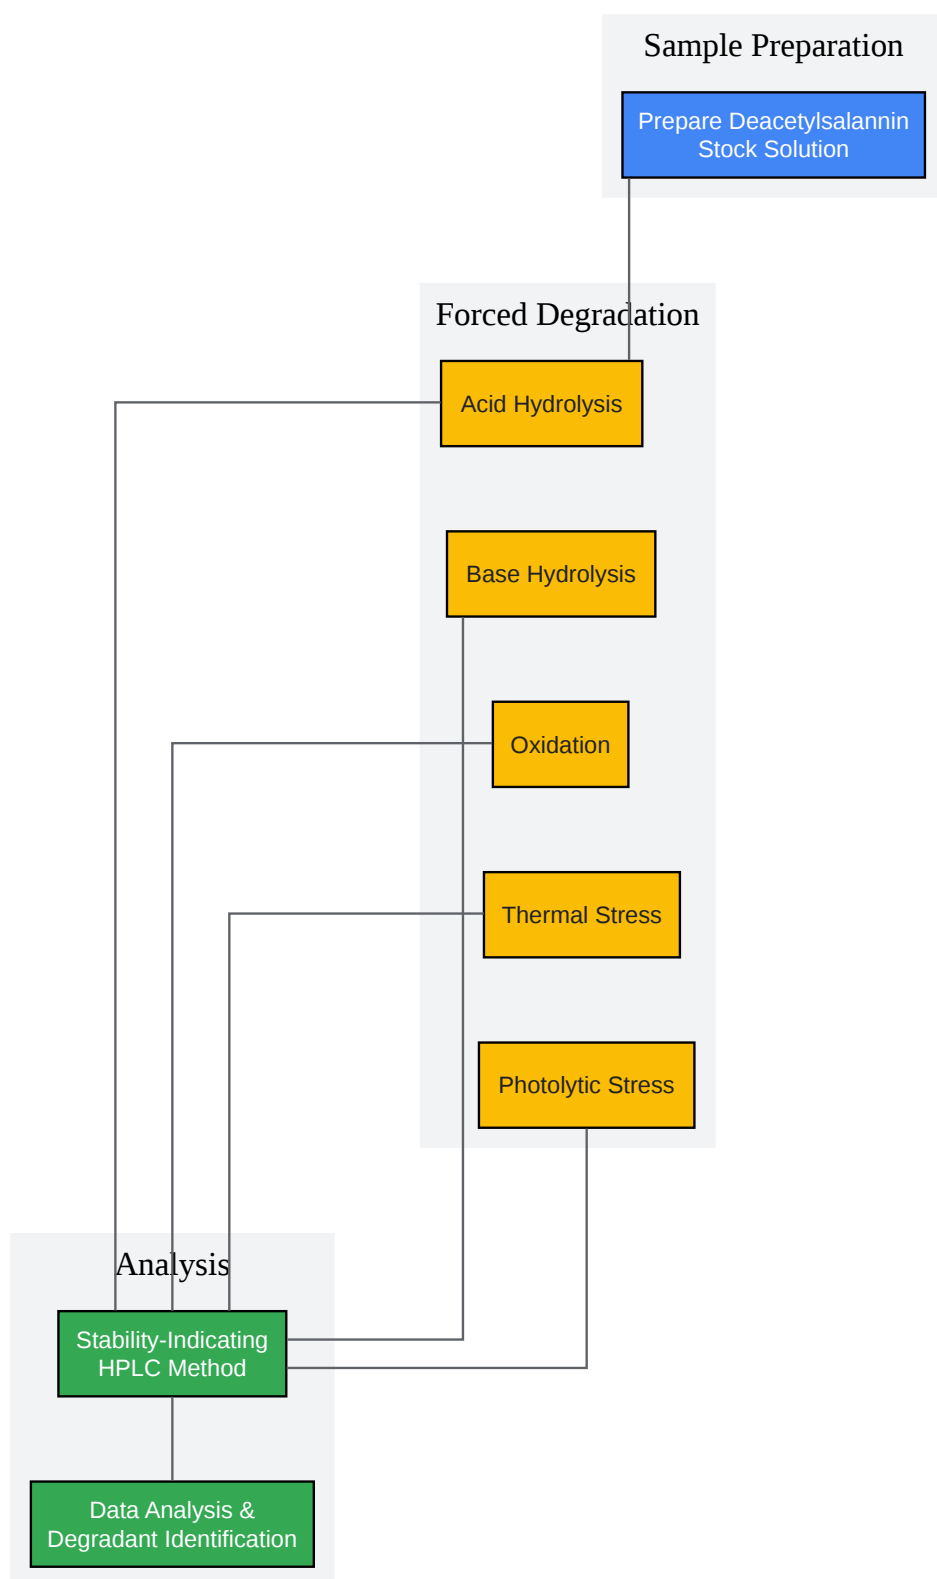 Sample Preparation
Prepare Deacetylsalannin
Stock Solution
Forced Degradation
Acid Hydrolysis
Base Hydrolysis
Oxidation
Thermal Stress
Photolytic Stress
Analysis
Stability-Indicating
HPLC Method
Data Analysis &
Degradant Identification